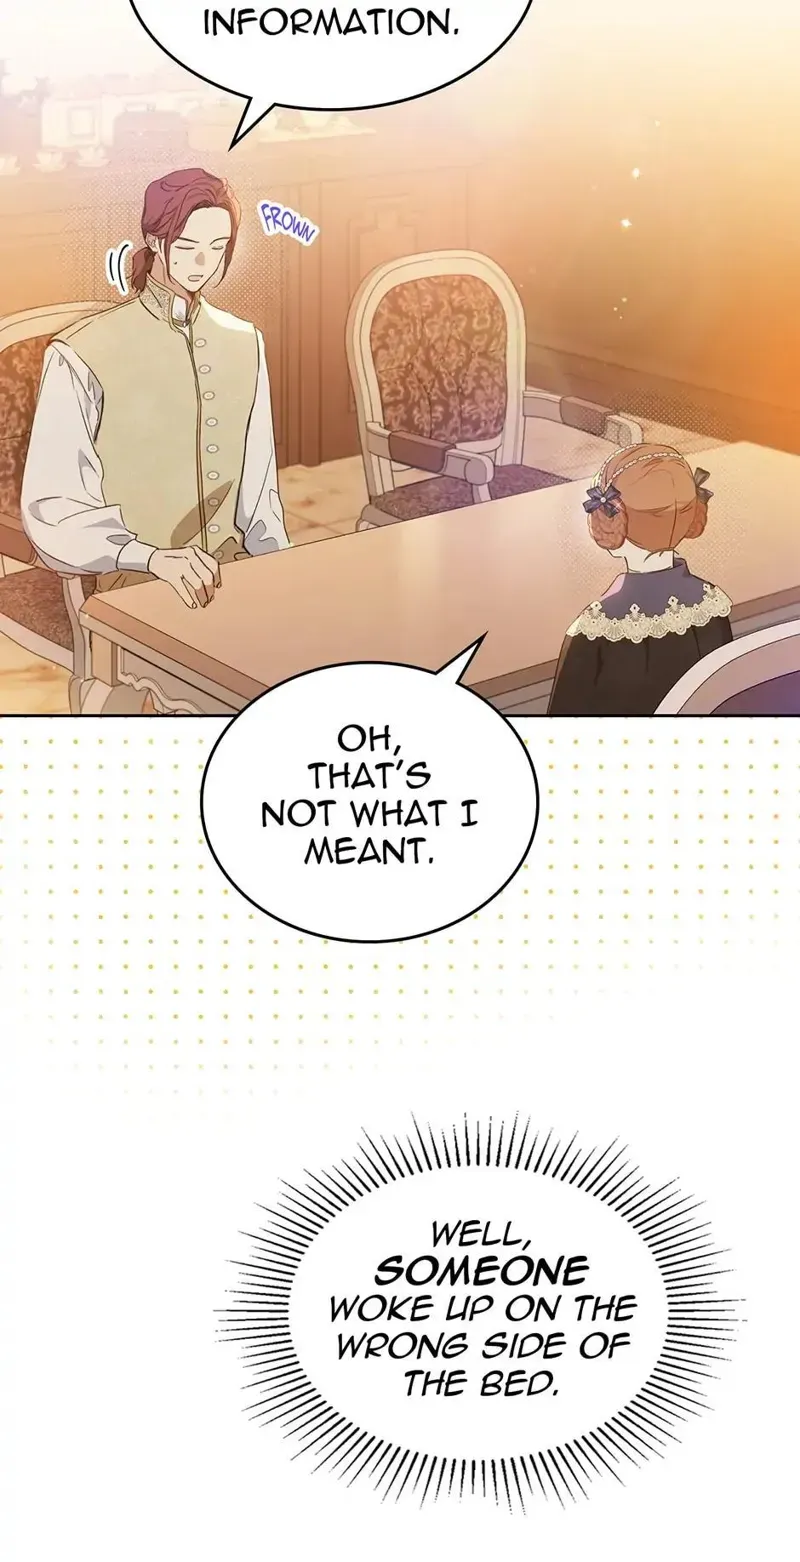 INFORMATION.
FROWN
OH,
THAT'S
NOT WHAT I
MEANT.
WELL,
SOMEONE
WOKE UP ON THE
WRONG SIDE OF
THE BED.